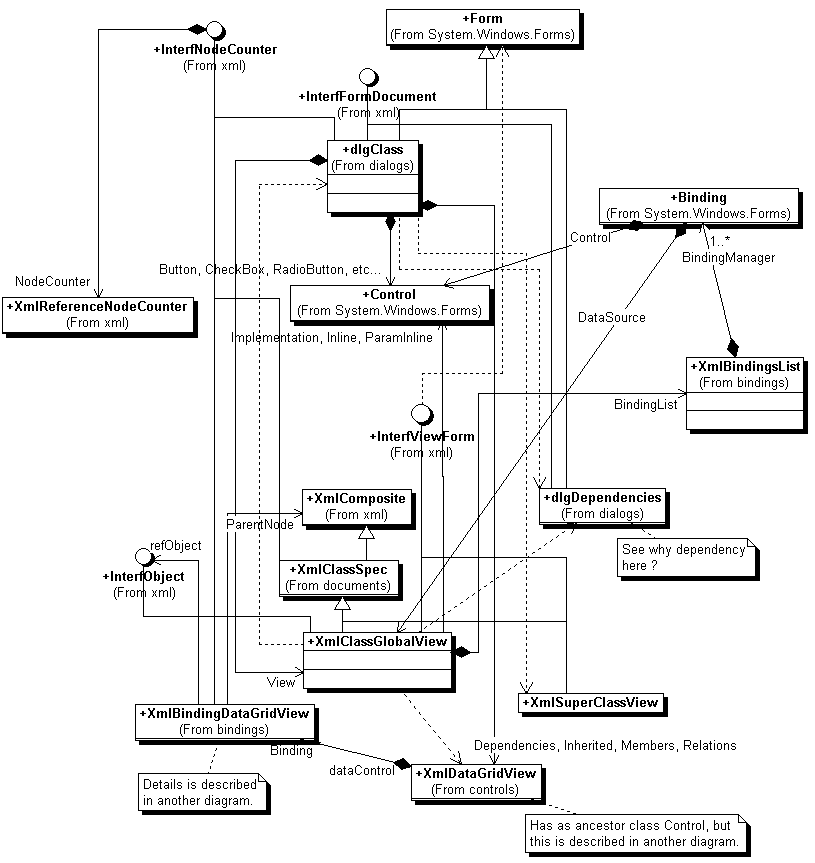 +Form
(From System.Windows.Forms)
+InterfNodeCounter
(From xml)
+InterfFormDocument
(From xml)
+dlgClass
(From dialogs)
+Binding
(From System.Windows.Forms)
Control
1..*
BindingManager
Button, CheckBox, RadioButton, etc...
NodeCounter
+XmlReferenceNodeCounter
(From xml)
+Control
(From System.Windows.Forms)
DataSource
Implementation, Inline, ParamInline
+XmlBindingsList
(From bindings)
BindingList
+InterfViewForm
(From xml)
+XmlComposite
(From xml)
+dlgDependencies
(From dialogs)
ParentNode
refObject
See why dependency
here ?
+InterfObject
(From xml)
+XmlClassSpec
(From documents)
+XmlClassGlobalView
View
+XmlSuperClassView
+XmlBindingDataGridView
(From bindings)
Binding
Dependencies, Inherited, Members, Relations
dataControl
+XmlDataGridView
(From controls)
Details is described
in another diagram.
Has as ancestor class Control, but
this is described in another diagram.